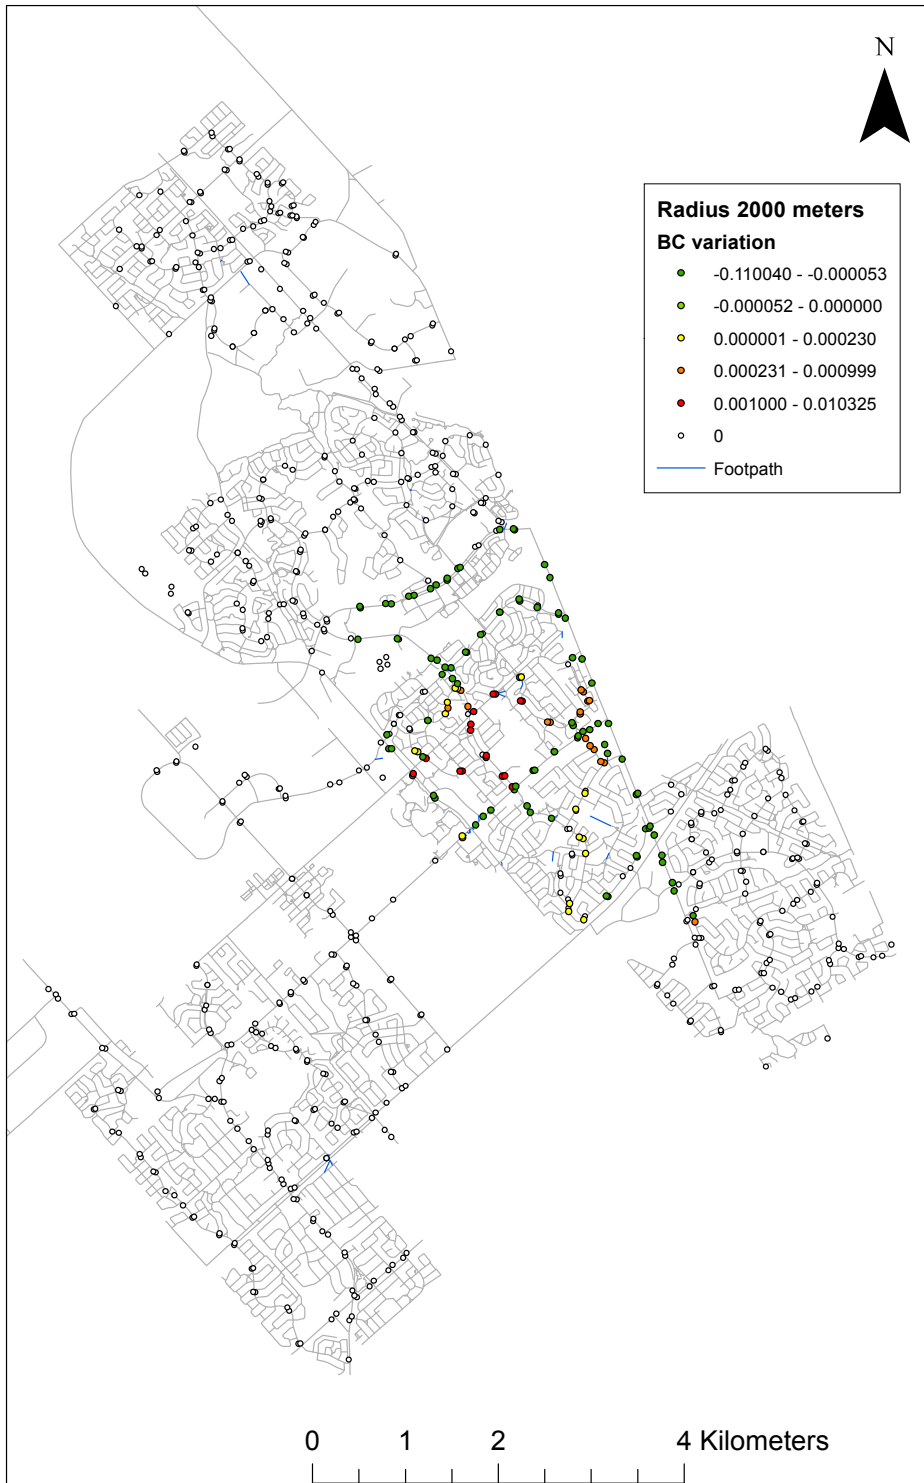 N
Radius 2000 meters
BC variation
-0.110040 - -0.000053
-0.000052 - 0.000000
0.000001 - 0.000230
0.000231 - 0.000999
0.001000 - 0.010325
0
Footpath
0 1 2 4 Kilometers